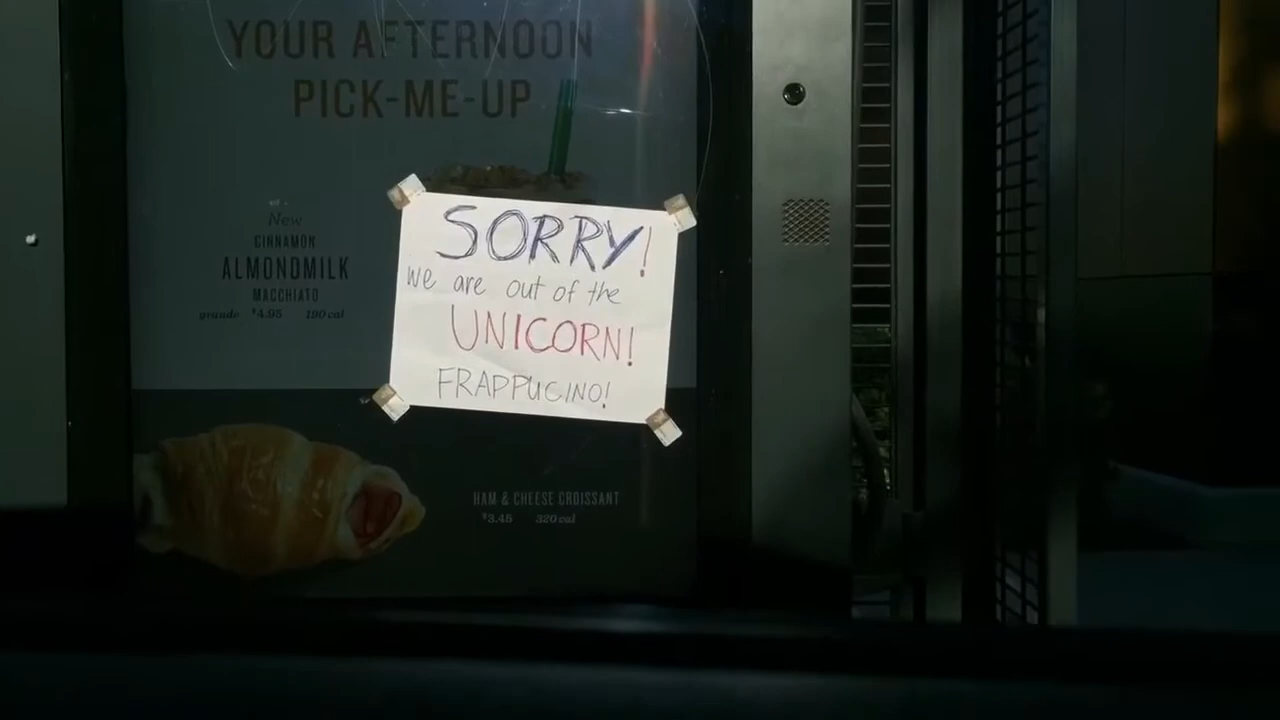 YOUR AFTERNOON
PICK-ME-UP
New
CINNAMON
ALMONDMILK
MACCHIATO
grande $4.95 190 cal
SORRY!
We are out of the
UNICORN!
FRAPPUCINO!
HAM & CHEESE CROISSANT
$3.45 320 cal